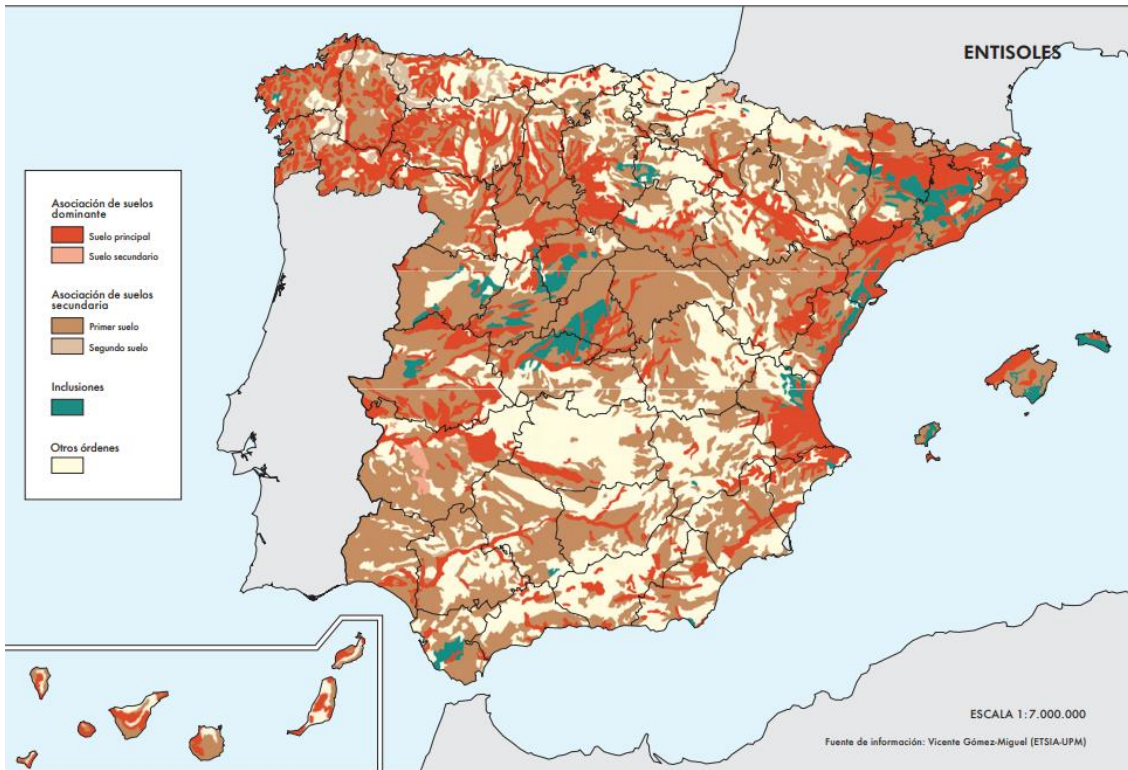 ENTISOLES
Asociación de suelos
dominante
Suelo principal
Suelo secundario
Asociación de suelos
secundaria
Primer suelo
Segundo suelo
Inclusiones
Otros órdenes
ESCALA 1:7.000.000
Fuente de información: Vicente Gómez-Miguel (ETSIA-UPM)